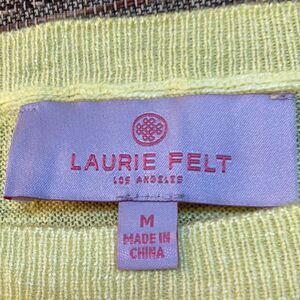 LAURIE FELT
LOS ANGELES
M
MADE IN
CHINA